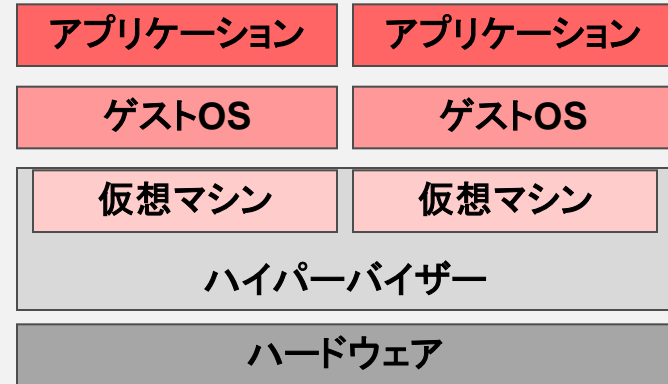 アプリケーション アプリケーション
ゲストOS ゲストOS
仮想マシン 仮想マシン
ハイパーバイザー
ハードウェア